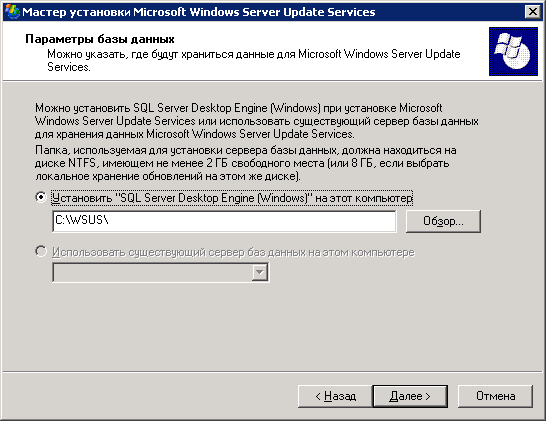 Мастер установки Microsoft Windows Server Update Services
Параметры базы данных
Можно указать, где будут храниться данные для Microsoft Windows Server Update
Services.
Можно установить SQL Server Desktop Engine (Windows) при установке Microsoft
Windows Server Update Services или использовать существующий сервер базы данных
для хранения данных Microsoft Windows Server Update Services.
Папка, используемая для установки сервера базы данных, должна находиться на
диске NTFS, имеющем не менее 2 ГБ свободного места (или 8 ГБ, если выбрать
локальное хранение обновлений на этом же диске).
Установить "SQL Server Desktop Engine (Windows)" на этот компьютер
C:\WSUS\
Обзор...
Использовать существующий сервер баз данных на этом компьютере
< Назад
Далее >
Отмена